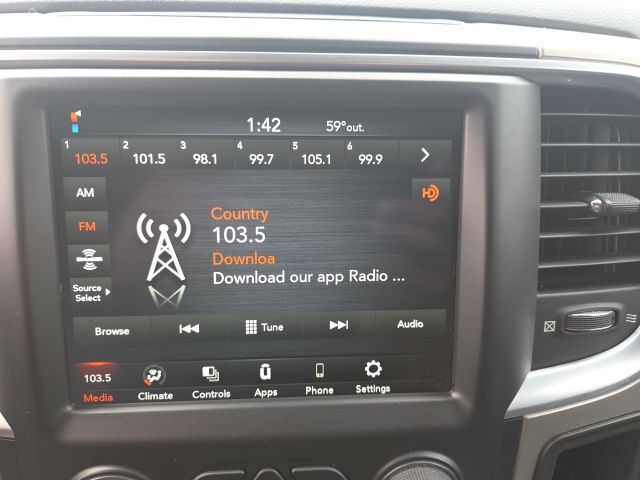 1:42 59°out.
1 2 3 4 5 6
103.5 101.5 98.1 99.7 105.1 99.9
AM
FM
Source
Select
HD
Country
103.5
Downloa
Download our app Radio ...
Browse Tune Audio
103.5
Media Climate Controls Apps Phone Settings